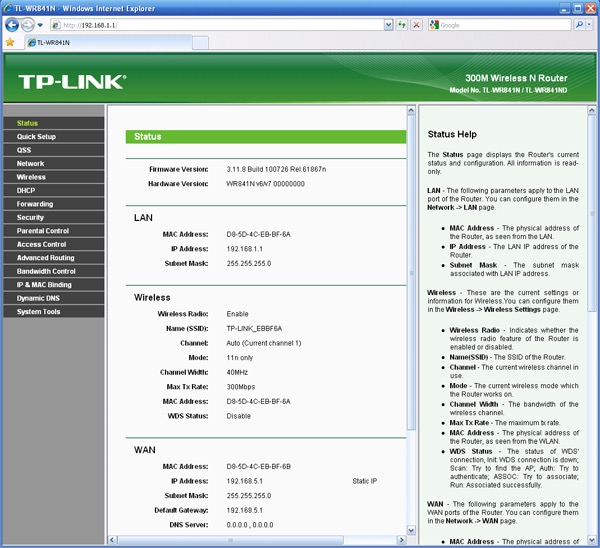 TL-WR841N - Windows Internet Explorer
http://192.168.1.1/
Google
TL-WR841N
TP-LINK®
300M Wireless N Router
Model No. TL-WR841N / TL-WR841ND
Status
Quick Setup
QSS
Network
Wireless
DHCP
Forwarding
Security
Parental Control
Access Control
Advanced Routing
Bandwidth Control
IP & MAC Binding
Dynamic DNS
System Tools
Status
Firmware Version: 3.11.8 Build 100726 Rel.61867n
Hardware Version: WR841N v6/v7 00000000
LAN
MAC Address: D8-5D-4C-EB-BF-6A
IP Address: 192.168.1.1
Subnet Mask: 255.255.255.0
Wireless
Wireless Radio: Enable
Name (SSID): TP-LINK_EBBF6A
Channel: Auto (Current channel 1)
Mode: 11n only
Channel Width: 40MHz
Max Tx Rate: 300Mbps
MAC Address: D8-5D-4C-EB-BF-6A
WDS Status: Disable
WAN
MAC Address: D8-5D-4C-EB-BF-6B
IP Address: 192.168.5.1 Static IP
Subnet Mask: 255.255.255.0
Default Gateway: 192.168.5.1
DNS Server: 0.0.0.0 , 0.0.0.0
Status Help
The Status page displays the Router's current
status and configuration. All information is read-
only.
LAN - The following parameters apply to the LAN
port of the Router. You can configure them in the
Network -> LAN page.
MAC Address - The physical address of
the Router, as seen from the LAN.
IP Address - The LAN IP address of the
Router.
Subnet Mask - The subnet mask
associated with LAN IP address.
Wireless - These are the current settings or
information for Wireless.You can configure them
in the Wireless -> Wireless Settings page.
Wireless Radio - Indicates whether the
wireless radio feature of the Router is
enabled or disabled.
Name(SSID) - The SSID of the Router.
Channel - The current wireless channel in
use.
Mode - The current wireless mode which
the Router works on.
Channel Width - The bandwidth of the
wireless channel.
Max Tx Rate - The maximum tx rate.
MAC Address - The physical address of
the Router, as seen from the WLAN.
WDS Status - The status of WDS'
connection, Init: WDS connection is down;
Scan: Try to find the AP; Auth: Try to
authenticate; ASSOC: Try to associate;
Run: Associated successfully.
WAN - The following parameters apply to the
WAN ports of the Router. You can configure them
in the Network -> WAN page.
MAC Address - The physical address of